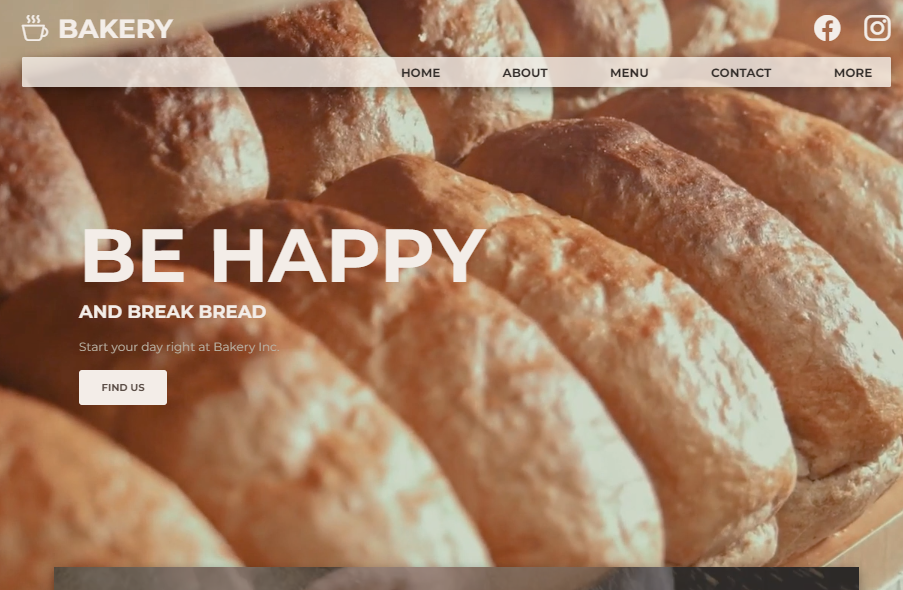 BAKERY
HOME ABOUT MENU CONTACT MORE
BE HAPPY
AND BREAK BREAD
Start your day right at Bakery Inc.
FIND US